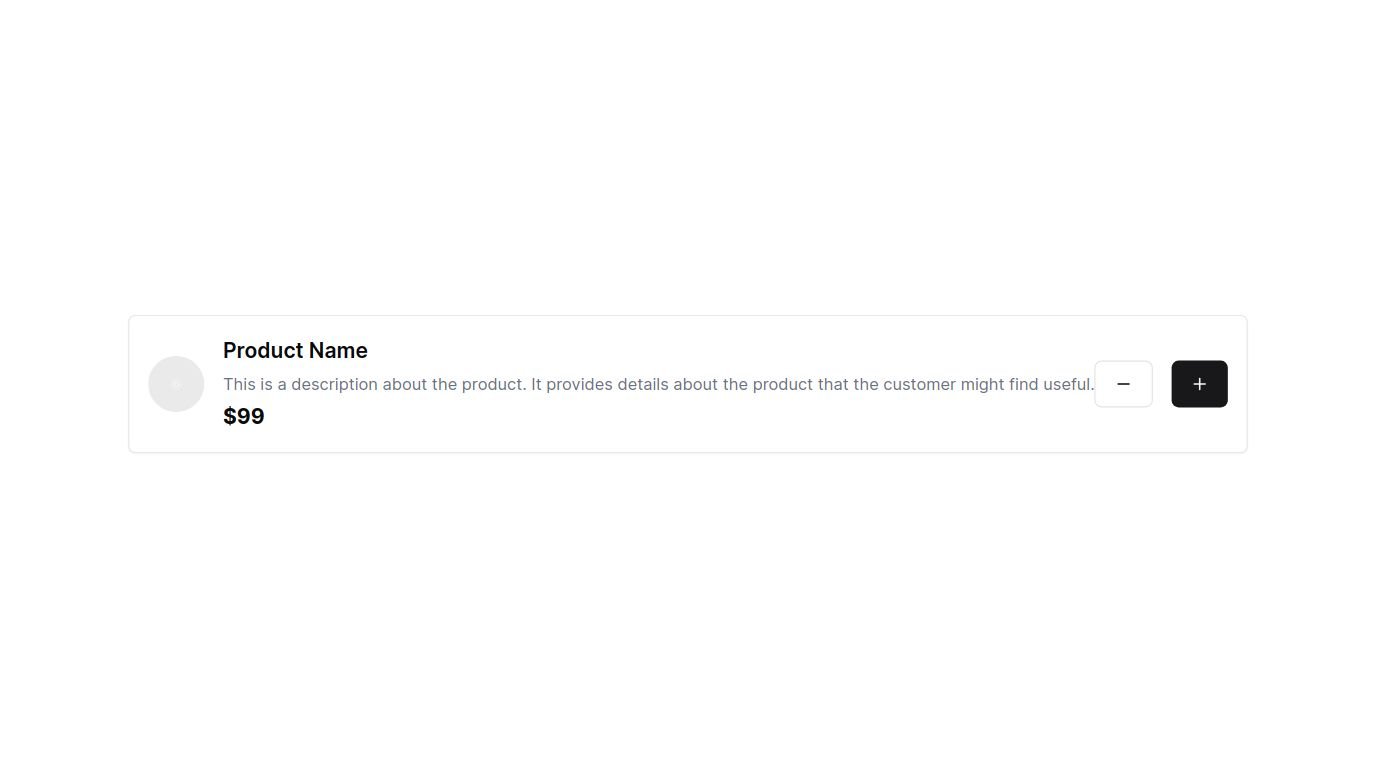 Product Name
This is a description about the product. It provides details about the product that the customer might find useful.
$99